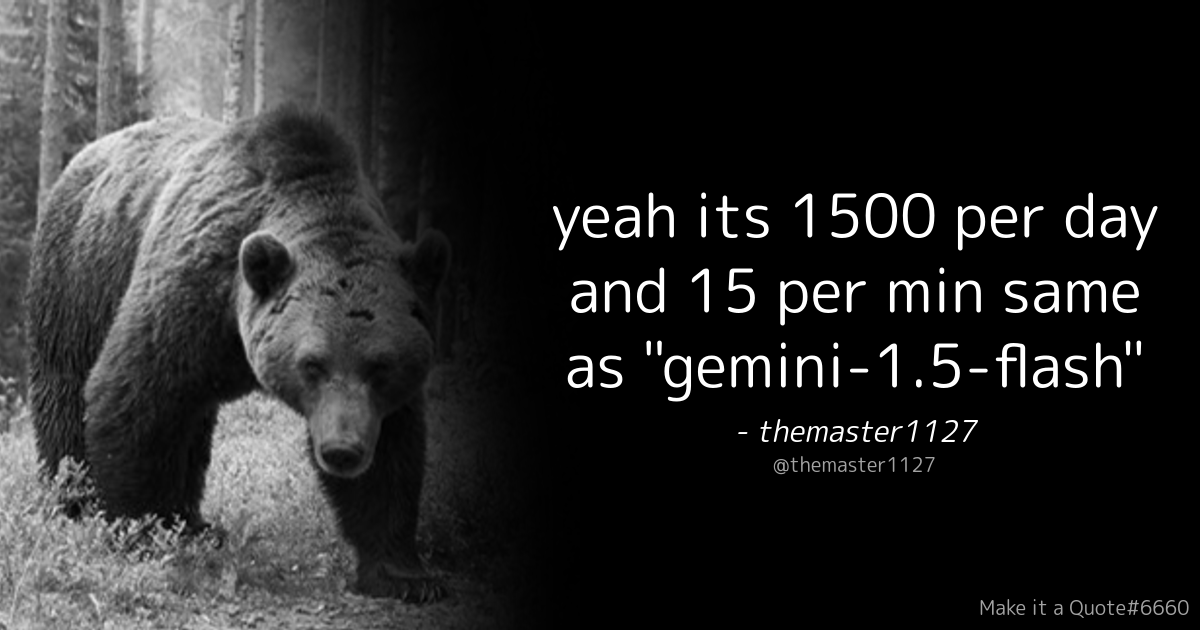 yeah its 1500 per day
and 15 per min same
as "gemini-1.5-flash"
- themaster1127
@themaster1127
Make it a Quote#6660